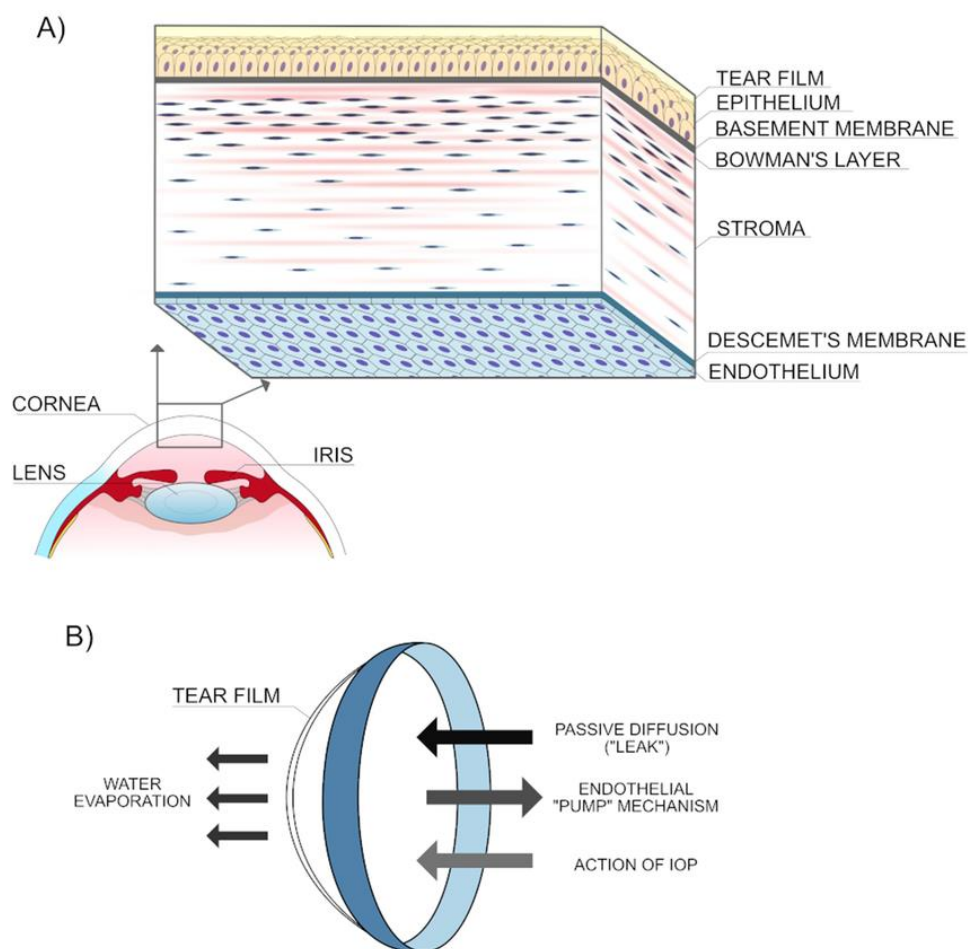 A)
TEAR FILM
EPITHELIUM
BASEMENT MEMBRANE
BOWMAN'S LAYER
STROMA
DESCEMET'S MEMBRANE
ENDOTHELIUM
CORNEA
LENS
IRIS
B)
TEAR FILM
WATER
EVAPORATION
PASSIVE DIFFUSION
("LEAK")
ENDOTHELIAL
"PUMP" MECHANISM
ACTION OF IOP